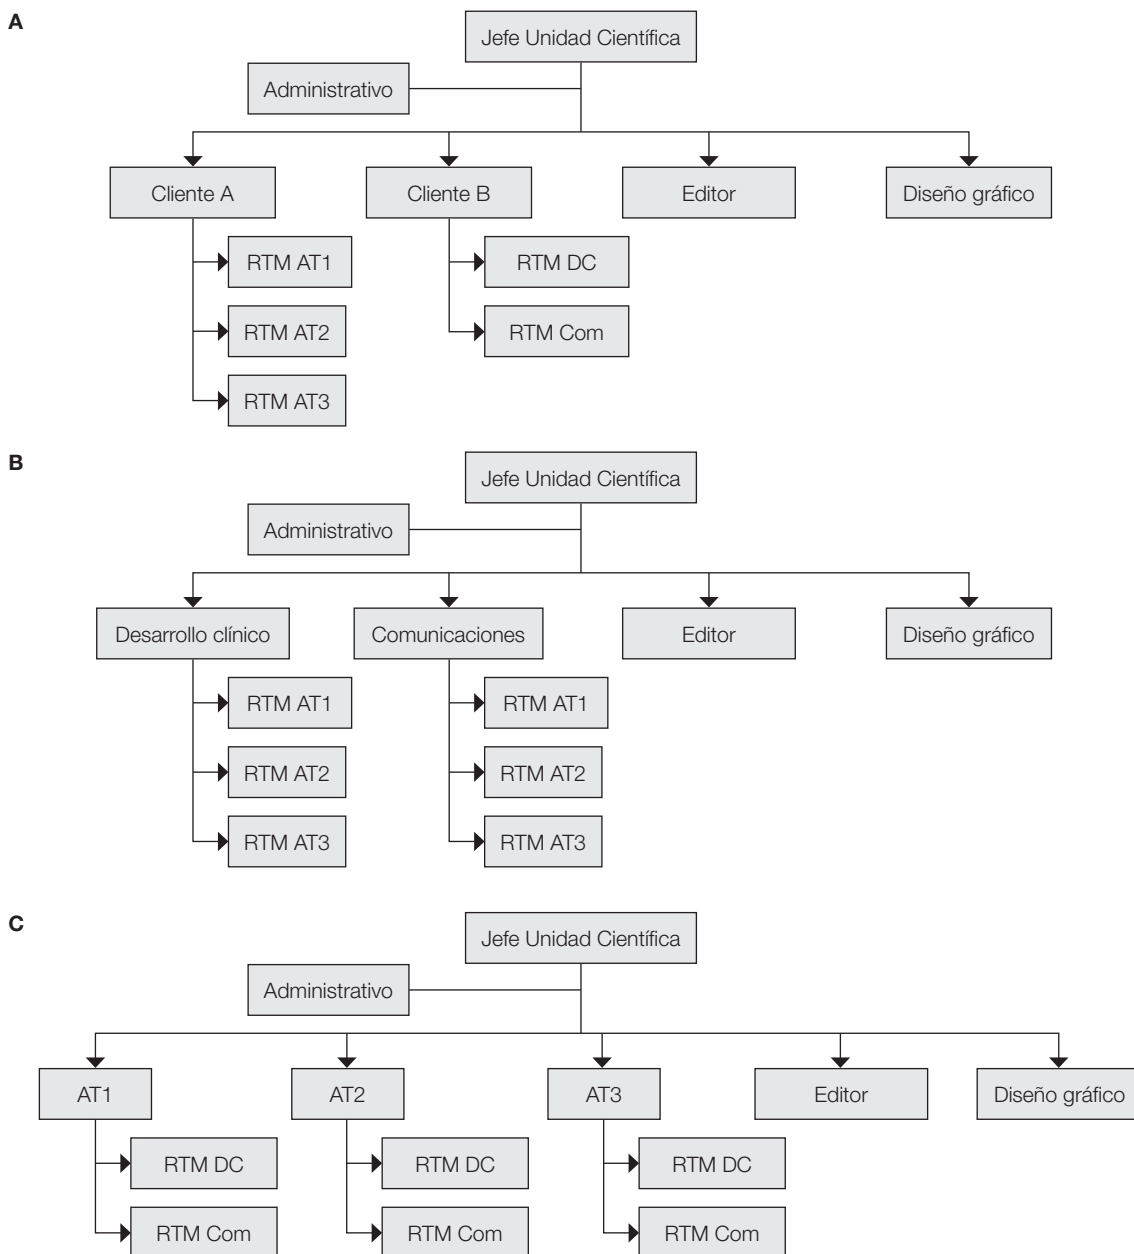 A
Jefe Unidad Científica
Administrativo
Cliente A
Cliente B
Editor
Diseño gráfico
RTM AT1
RTM DC
RTM AT2
RTM Com
RTM AT3
B
Jefe Unidad Científica
Administrativo
Desarrollo clínico
Comunicaciones
Editor
Diseño gráfico
RTM AT1
RTM AT1
RTM AT2
RTM AT2
RTM AT3
RTM AT3
C
Jefe Unidad Científica
Administrativo
AT1
AT2
AT3
Editor
Diseño gráfico
RTM DC
RTM DC
RTM DC
RTM Com
RTM Com
RTM Com